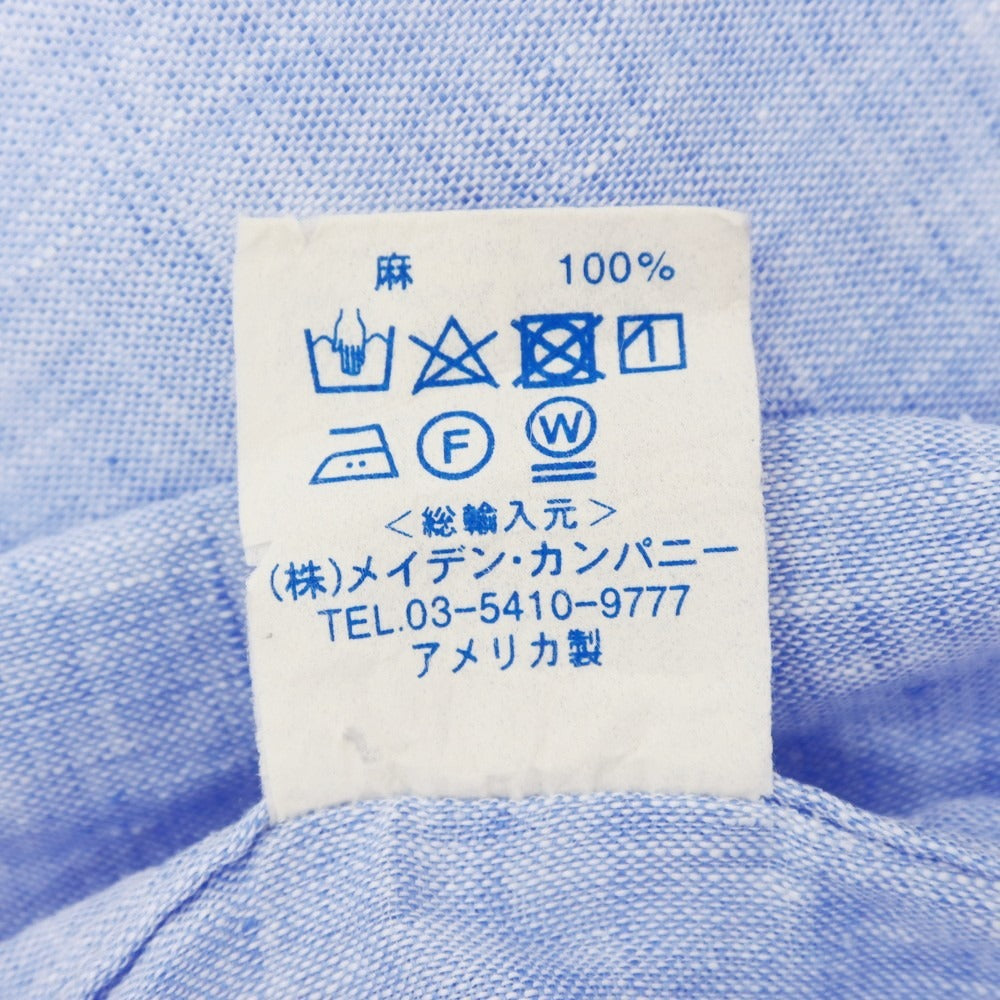 麻 100%
F W
<総輸入元>
(株)メイデン・カンパニー
TEL.03-5410-9777
アメリカ製